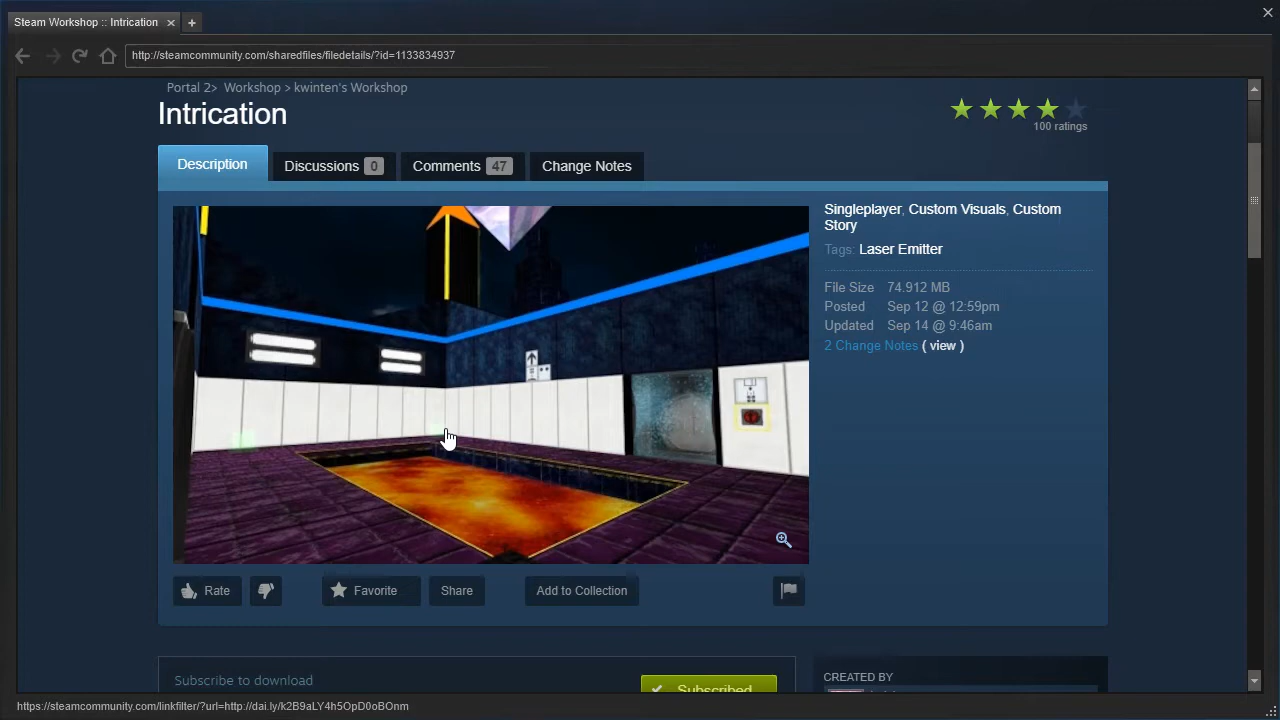 Steam Workshop :: Intrication
http://steamcommunity.com/sharedfiles/filedetails/?id=1133834937
Portal 2> Workshop > kwinten's Workshop
Intrication
100 ratings
Description
Discussions 0
Comments 47
Change Notes
Singleplayer, Custom Visuals, Custom
Story
Tags: Laser Emitter
File Size 74.912 MB
Posted Sep 12 @ 12:59pm
Updated Sep 14 @ 9:46am
2 Change Notes ( view )
Rate
Favorite
Share
Add to Collection
Subscribe to download
Subscribed
CREATED BY
https://steamcommunity.com/linkfilter/?url=http://dai.ly/k2B9aLY4h5OpD0oBOnm